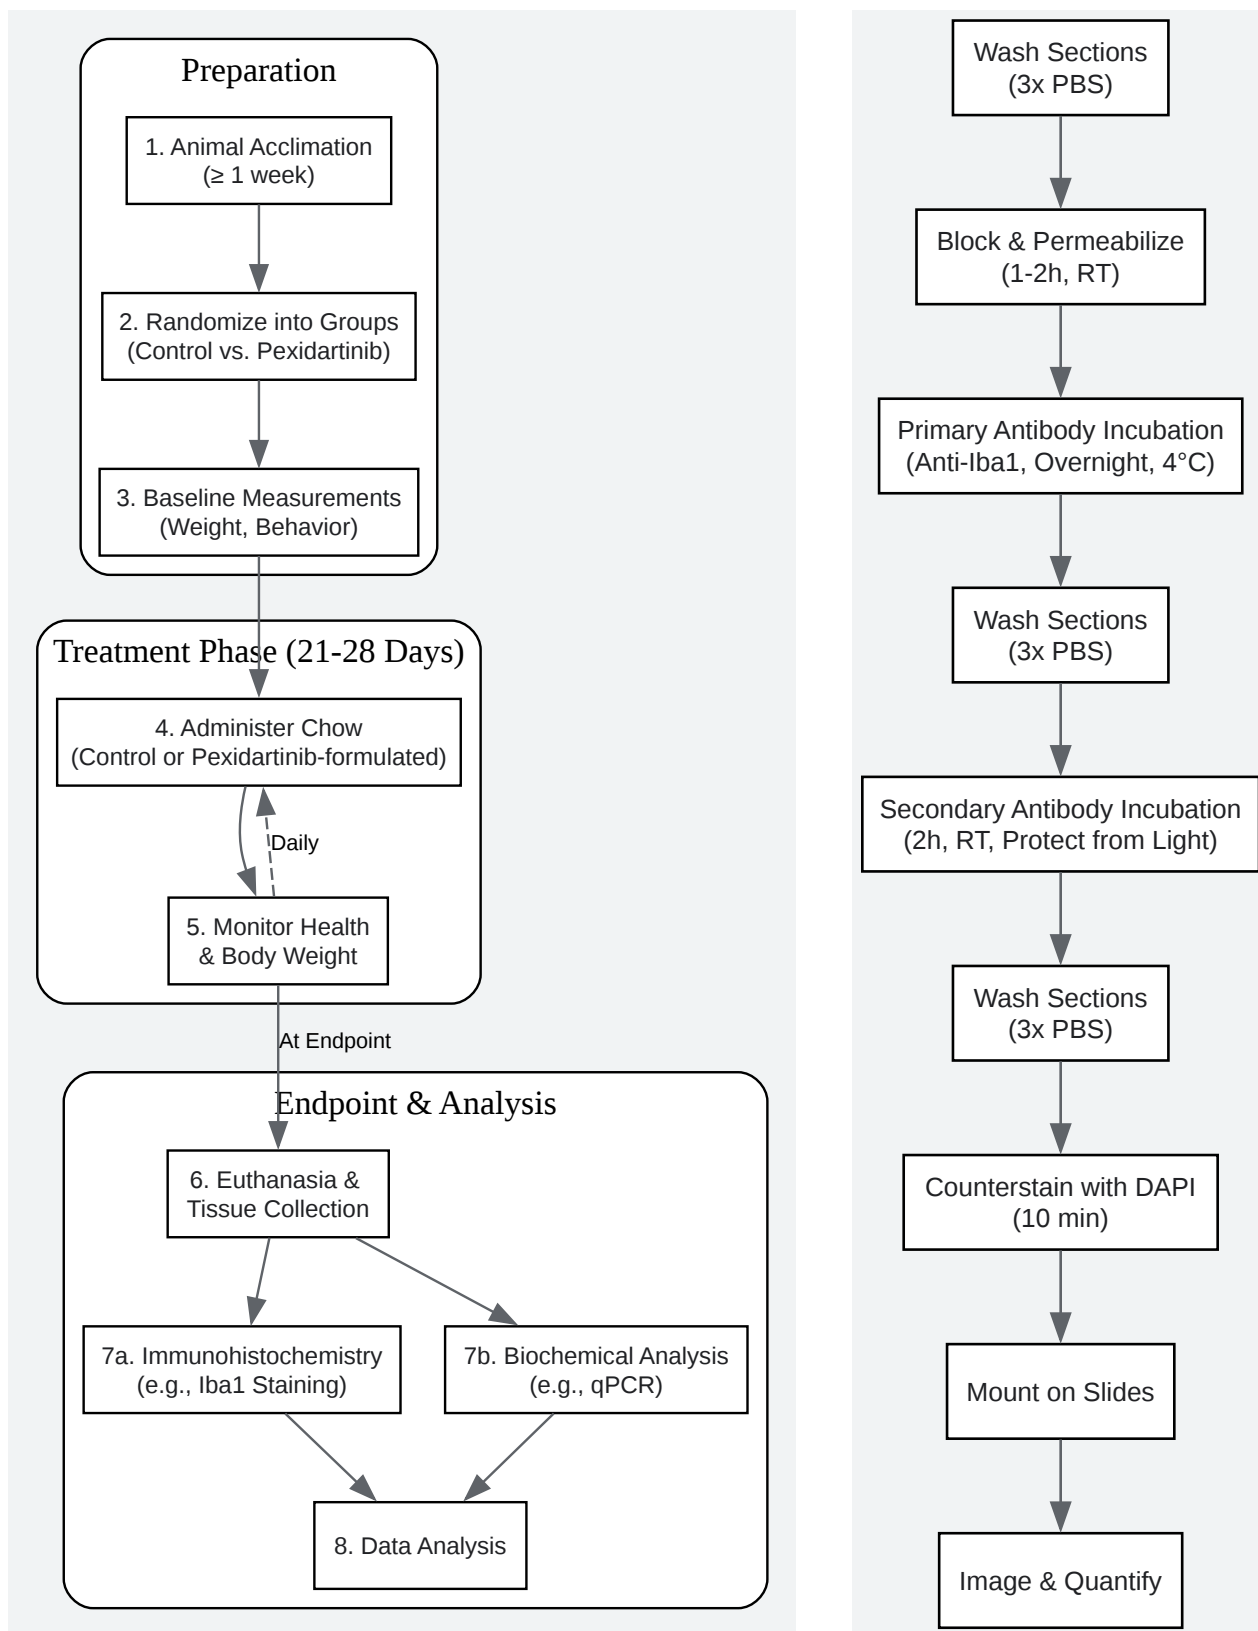 Preparation
1. Animal Acclimation
(≥ 1 week)
2. Randomize into Groups
(Control vs. Pexidartinib)
3. Baseline Measurements
(Weight, Behavior)
Treatment Phase (21-28 Days)
4. Administer Chow
(Control or Pexidartinib-formulated)
Daily
5. Monitor Health
& Body Weight
At Endpoint
Endpoint & Analysis
6. Euthanasia &
Tissue Collection
7a. Immunohistochemistry
(e.g., Iba1 Staining)
7b. Biochemical Analysis
(e.g., qPCR)
8. Data Analysis
Wash Sections
(3x PBS)
Block & Permeabilize
(1-2h, RT)
Primary Antibody Incubation
(Anti-Iba1, Overnight, 4°C)
Wash Sections
(3x PBS)
Secondary Antibody Incubation
(2h, RT, Protect from Light)
Wash Sections
(3x PBS)
Counterstain with DAPI
(10 min)
Mount on Slides
Image & Quantify